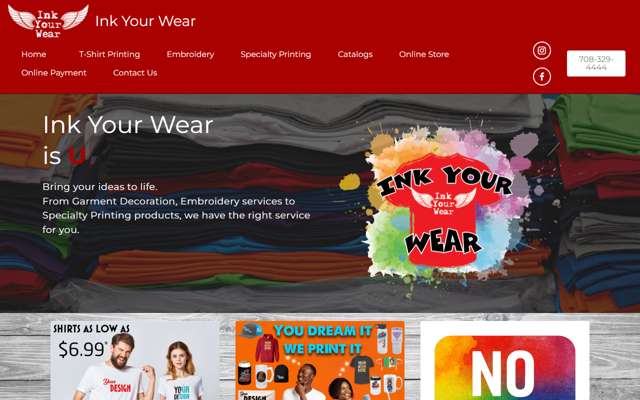 Ink
Your
Wear
Ink Your Wear
Home
T-Shirt Printing
Embroidery
Specialty Printing
Catalogs
Online Store
Online Payment
Contact Us
708-329-
4444
Ink Your Wear
is U
Bring your ideas to life.
From Garment Decoration, Embroidery services to
Specialty Printing products, we have the right service
for you.
INK YOUR
Ink
Your
Wear
WEAR
SHIRTS AS LOW AS
$6.99*
Your
DESIGN
YOUR
DESIGN
YOU DREAM IT
WE PRINT IT
NO